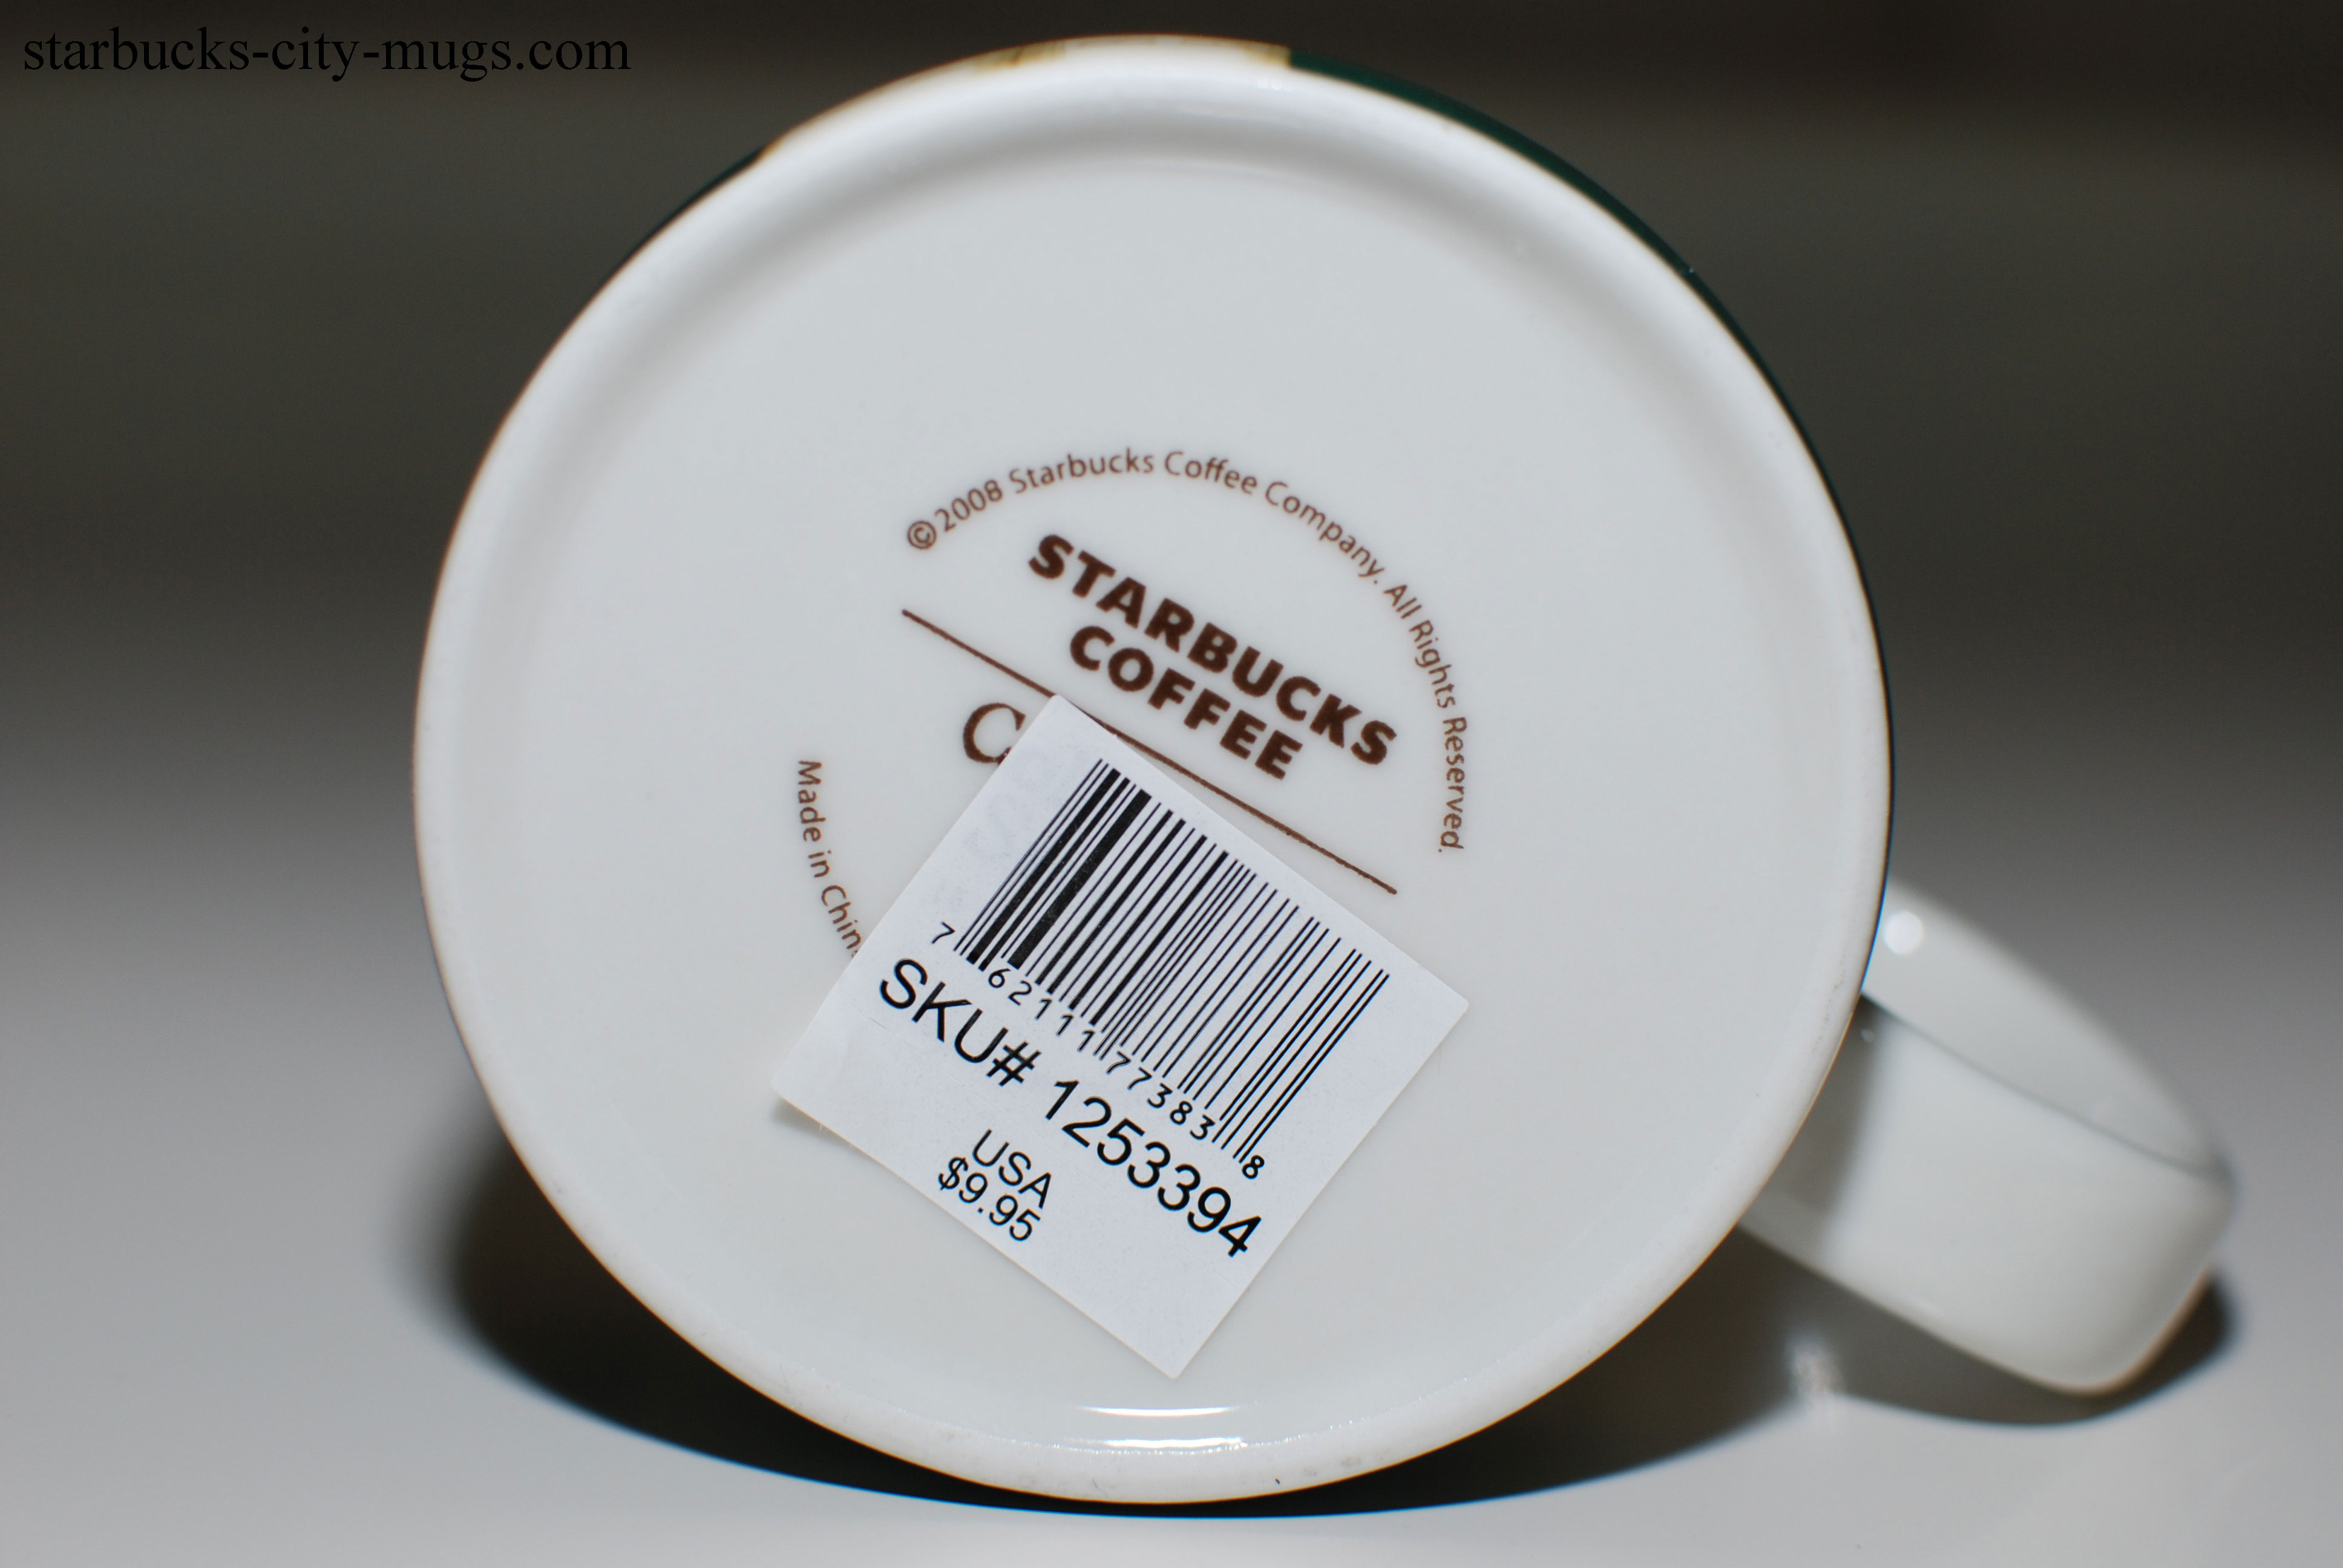 starbucks-city-mugs.com
©2008 Starbucks Coffee Company. All Rights Reserved.
STARBUCKS
COFFEE
Made in
7 62111 77383 8
SKU# 1253394
USA
$9.95